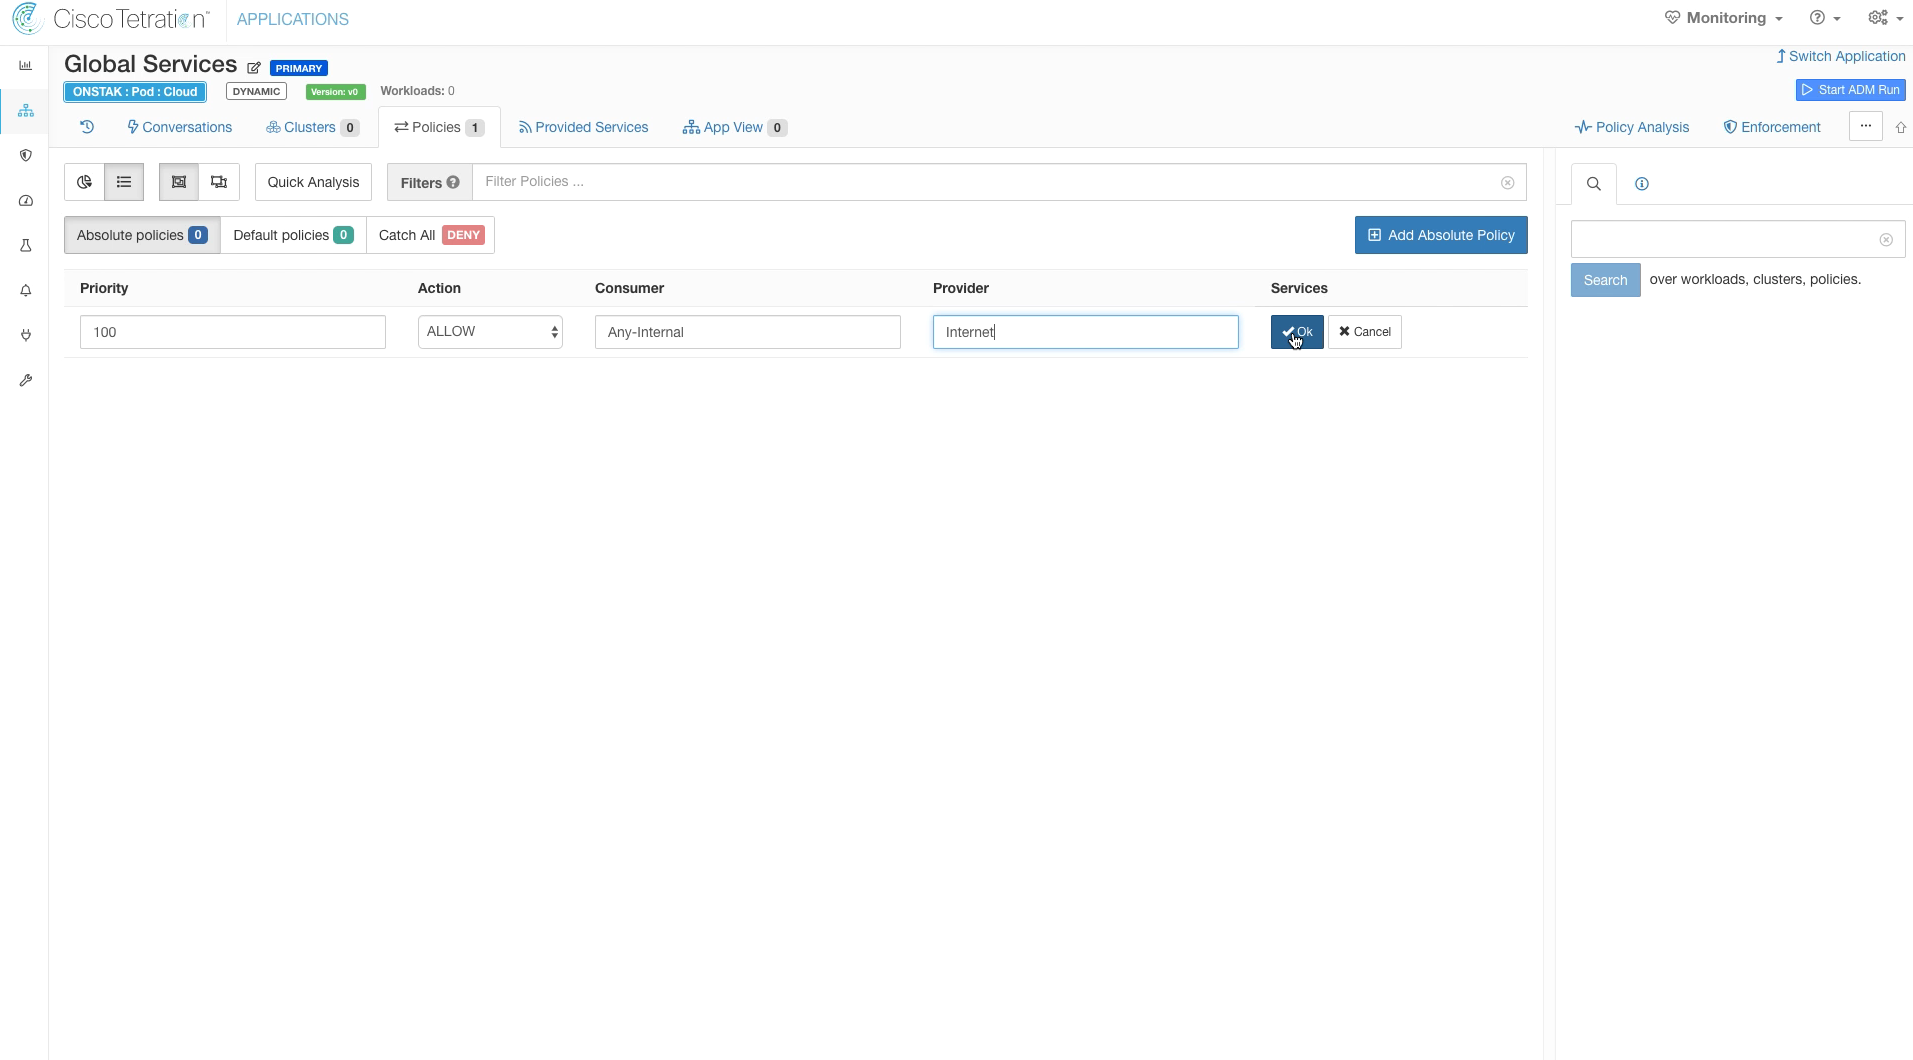 Cisco Tetration™ APPLICATIONS Monitoring
Global Services PRIMARY Switch Application
ONSTAK : Pod : Cloud DYNAMIC Version: v0 Workloads: 0 Start ADM Run
Conversations Clusters 0 Policies 1 Provided Services App View 0 Policy Analysis Enforcement ...
Quick Analysis Filters ? Filter Policies ...
Absolute policies 0 Default policies 0 Catch All DENY Add Absolute Policy
Search over workloads, clusters, policies.
Priority Action Consumer Provider Services
100 ALLOW Any-Internal Internet Ok Cancel